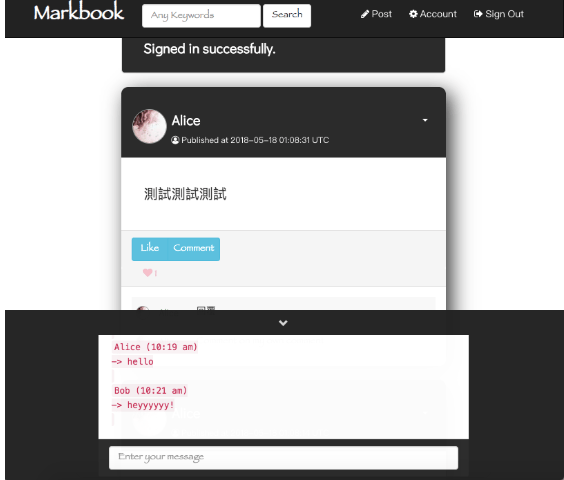 Markbook
Any Keywords
Search
Post
Account
Sign Out
Signed in successfully.
Alice
Published at 2018-05-18 01:08:31 UTC
測試測試測試
Like
Comment
1
Alice (10:19 am)
-> hello
Bob (10:21 am)
-> heyyyyyy!
Enter your message